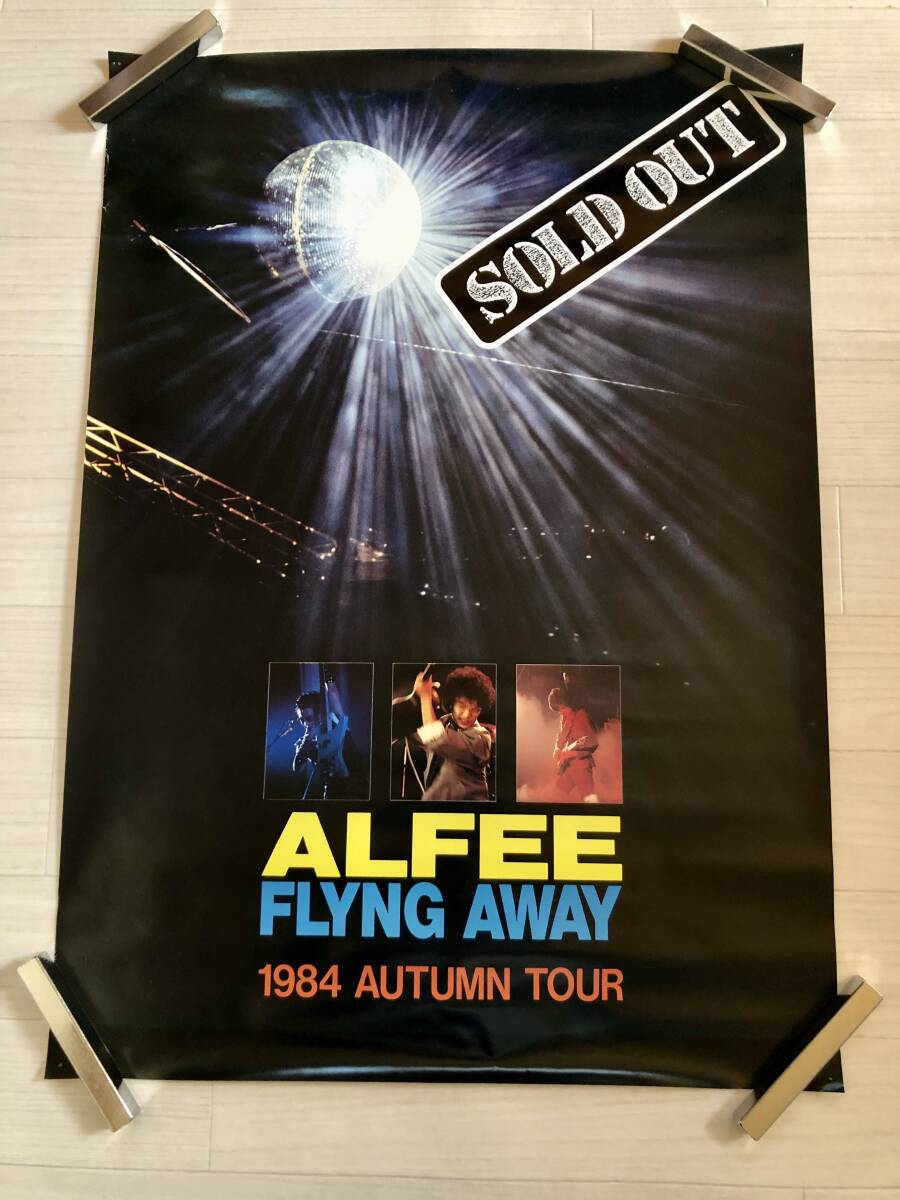 SOLD OUT
ALFEE
FLYNG AWAY
1984 AUTUMN TOUR